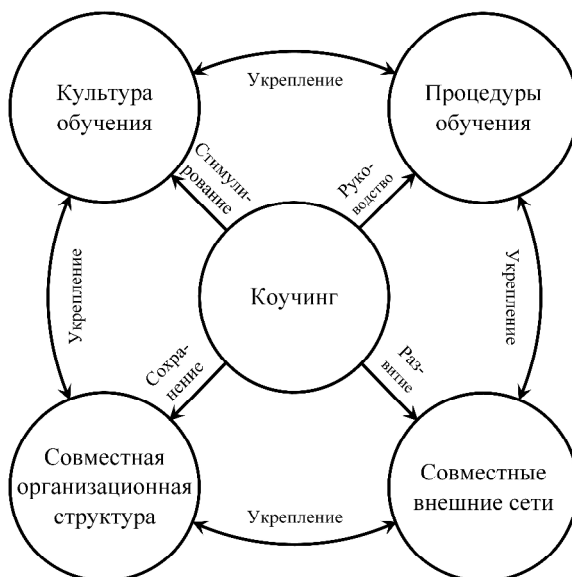 Укрепление
Культура
обучения
Процедуры
обучения
Стимули-
рование
Руко-
водство
Укрепление
Коучинг
Укрепление
Сохра-
нение
Раз-
витие
Совместная
организационная
структура
Совместные
внешние сети
Укрепление